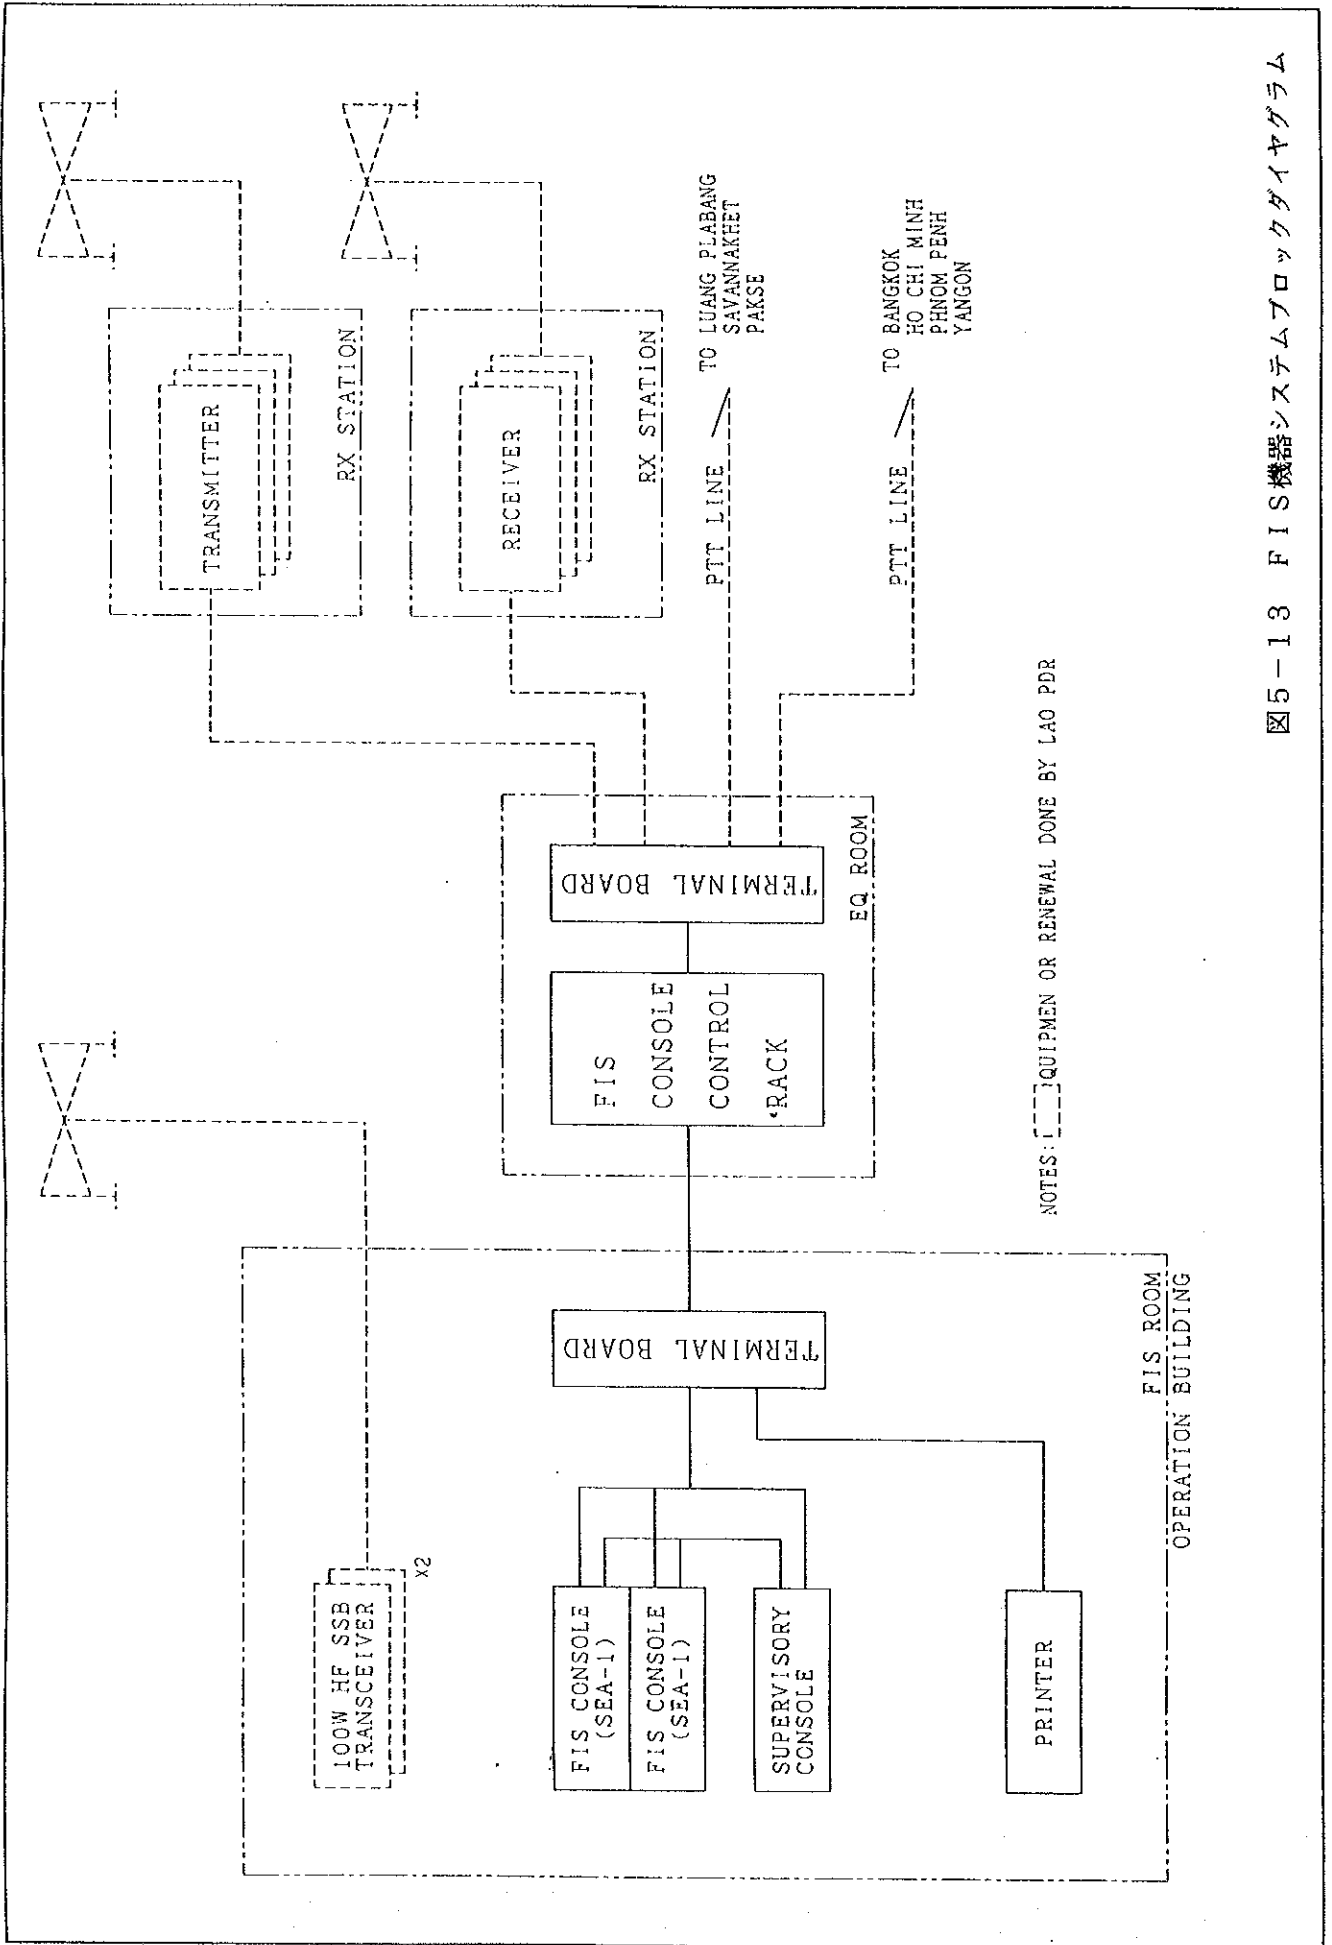 TRANSMITTER
RX STATION
RECEIVER
RX STATION
PTT LINE
TO LUANG PLABANG
SAVANNAKHET
PAKSE
PTT LINE
TO BANGKOK
HO CHI MINH
PHNOM PENH
YANGON
TERMINAL BOARD
FIS
CONSOLE
CONTROL
RACK
EQ ROOM
100W HF SSB
TRANSCEIVER
X2
TERMINAL BOARD
FIS CONSOLE
(SEA-1)
FIS CONSOLE
(SEA-1)
SUPERVISORY
CONSOLE
PRINTER
FIS ROOM
OPERATION BUILDING
NOTES: QUIPMEN OR RENEWAL DONE BY LAO PDR
図5-13 FIS機器システムブロックダイヤグラム